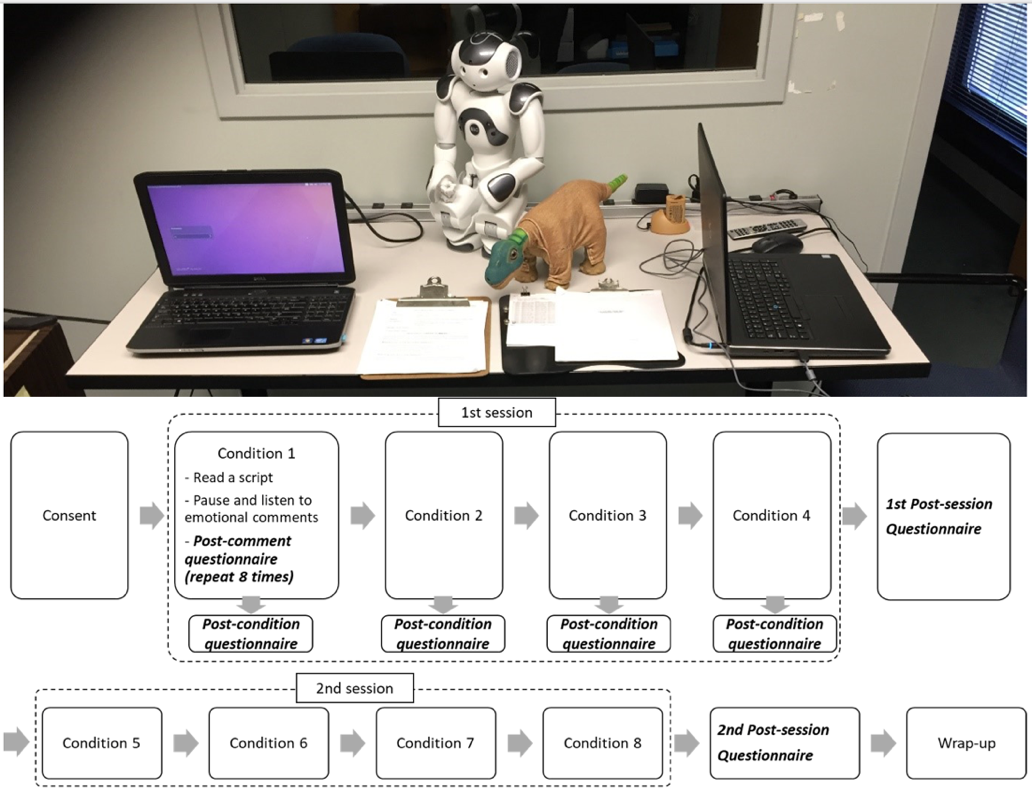 1st session
Consent
Condition 1
- Read a script
- Pause and listen to
emotional comments
- Post-comment
questionnaire
(repeat 8 times)
Condition 2
Condition 3
Condition 4
1st Post-session
Questionnaire
Post-condition
questionnaire
Post-condition
questionnaire
Post-condition
questionnaire
Post-condition
questionnaire
2nd session
Condition 5
Condition 6
Condition 7
Condition 8
2nd Post-session
Questionnaire
Wrap-up